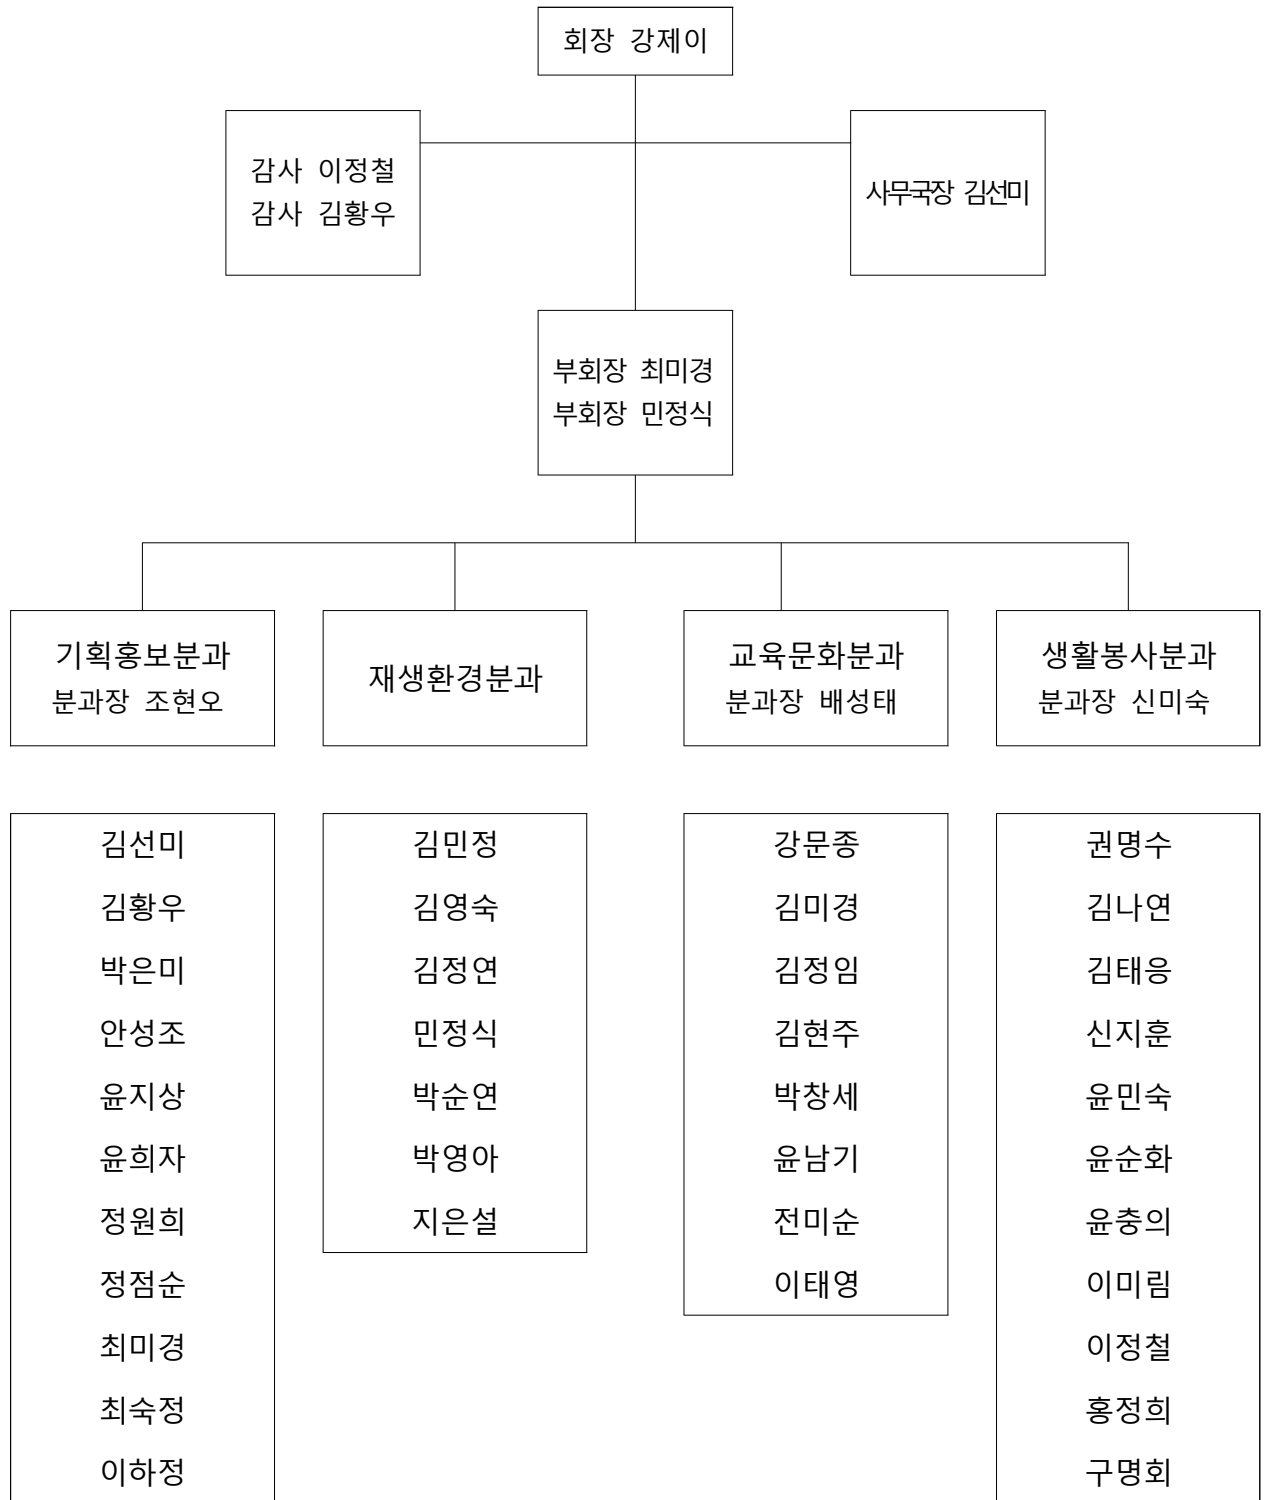 회장 강제이
감사 이정철
감사 김황우
사무국장 김선미
부회장 최미경
부회장 민정식
기획홍보분과
분과장 조현오
재생환경분과
교육문화분과
분과장 배성태
생활봉사분과
분과장 신미숙
김선미
김황우
박은미
안성조
윤지상
윤희자
정원희
정점순
최미경
최숙정
이하정
김민정
김영숙
김정연
민정식
박순연
박영아
지은설
강문종
김미경
김정임
김현주
박창세
윤남기
전미순
이태영
권명수
김나연
김태응
신지훈
윤민숙
윤순화
윤충의
이미림
이정철
홍정희
구명회